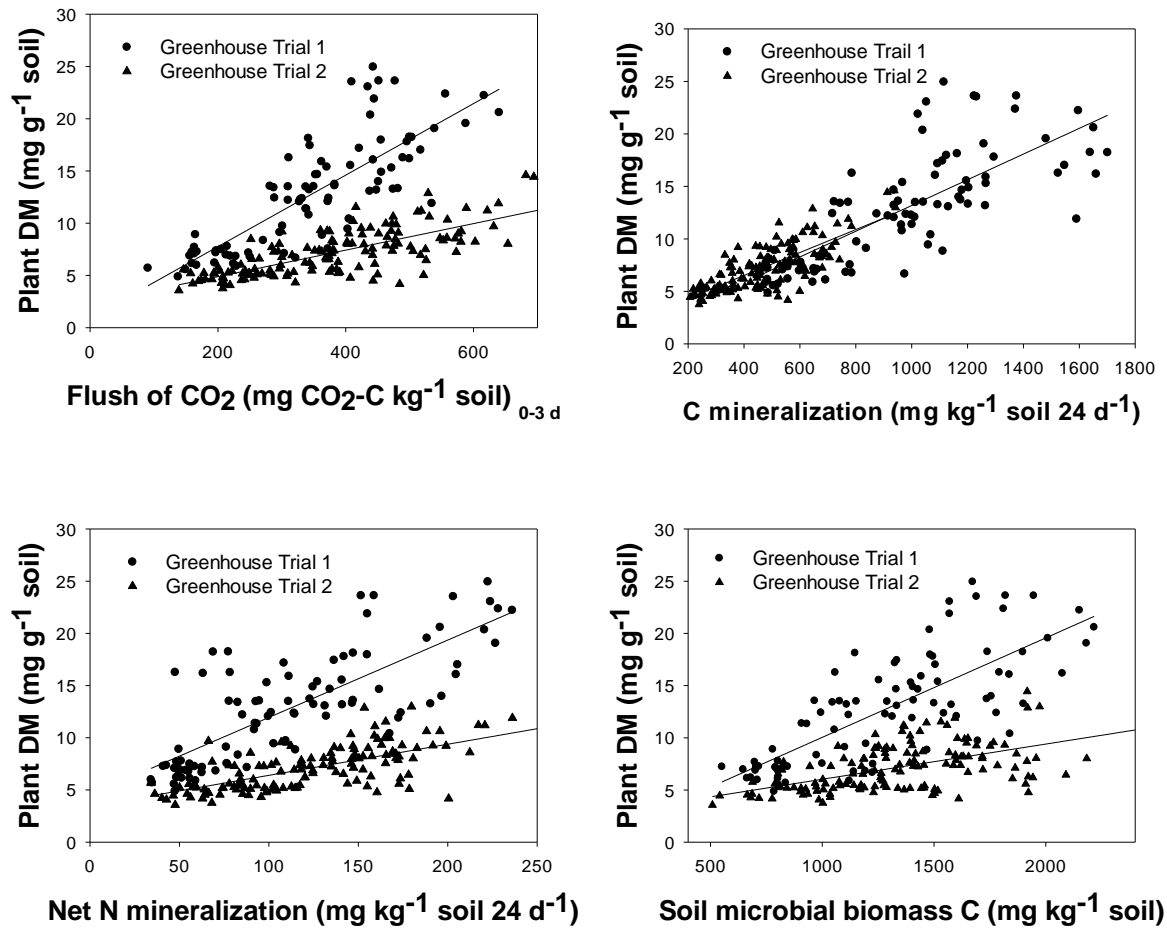 30
25
20
15
10
5
0
Plant DM (mg g-1 soil)
Greenhouse Trial 1
Greenhouse Trial 2
0 200 400 600
Flush of CO2 (mg CO2-C kg-1 soil) 0-3 d
30
25
20
15
10
5
0
Plant DM (mg g-1 soil)
Greenhouse Trail 1
Greenhouse Trial 2
200 400 600 800 1000 1200 1400 1600 1800
C mineralization (mg kg-1 soil 24 d-1)
30
25
20
15
10
5
0
Plant DM (mg g-1 soil)
Greenhouse Trial 1
Greenhouse Trial 2
0 50 100 150 200 250
Net N mineralization (mg kg-1 soil 24 d-1)
30
25
20
15
10
5
0
Plant DM (mg g-1 soil)
Greenhouse Trial 1
Greenhouse Trial 2
500 1000 1500 2000
Soil microbial biomass C (mg kg-1 soil)